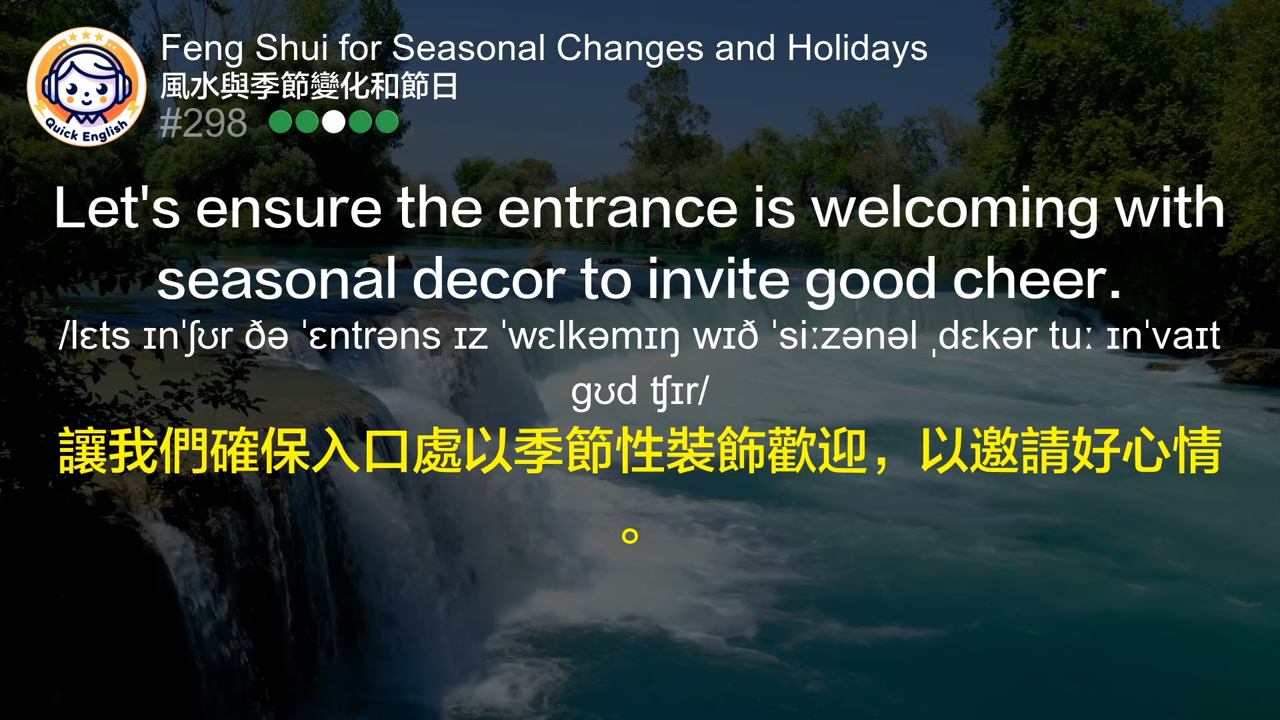 Quick English
Feng Shui for Seasonal Changes and Holidays
風水與季節變化和節日
#298
Let's ensure the entrance is welcoming with
seasonal decor to invite good cheer.
/lɛts ɪnˈʃʊr ðə ˈɛntrəns ɪz ˈwɛlkəmɪŋ wɪð ˈsiːzənəl ˌdɛkər tuː ɪnˈvaɪt
gʊd ʧɪr/
讓我們確保入口處以季節性裝飾歡迎，以邀請好心情
。